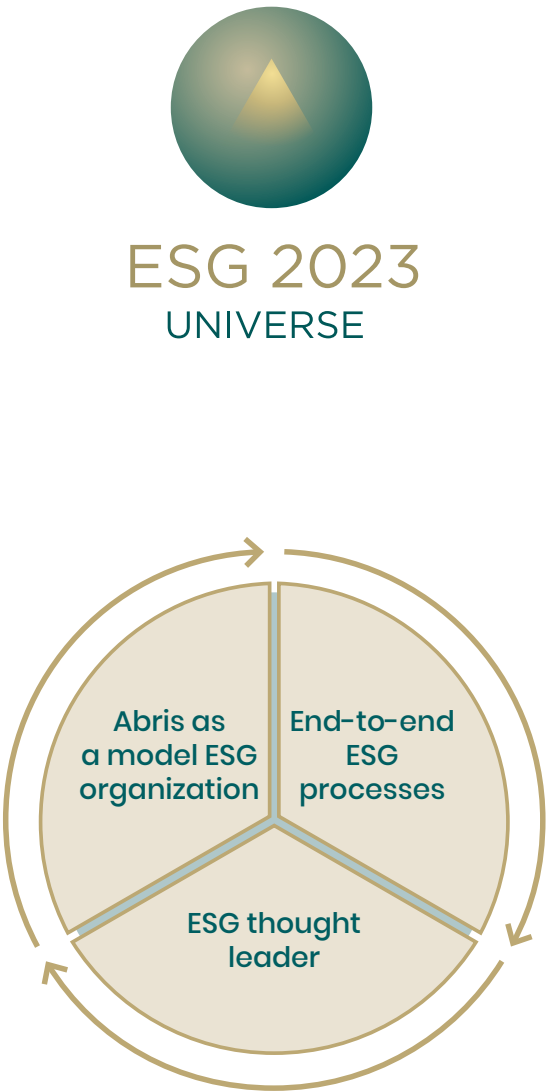 ESG 2023
UNIVERSE
Abris as
a model ESG
organization
End-to-end
ESG
processes
ESG thought
leader